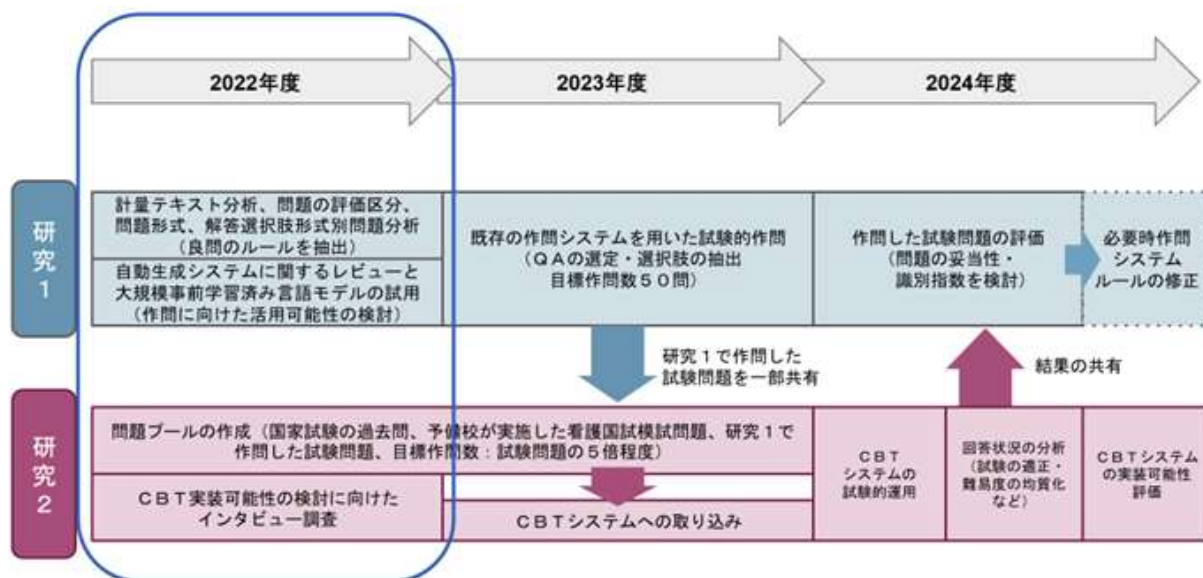 2022年度
2023年度
2024年度
研究1
計量テキスト分析、問題の評価区分、
問題形式、解答選択肢形式別問題分析
(良問のルールを抽出)
自動生成システムに関するレビューと
大規模事前学習済み言語モデルの試用
(作問に向けた活用可能性の検討)
既存の作問システムを用いた試験的作問
(QAの選定・選択肢の抽出
目標作問数50問)
作問した試験問題の評価
(問題の妥当性・
識別指数を検討)
必要時作問
システム
ルールの修正
研究1で作問した
試験問題を一部共有
結果の共有
研究2
問題プールの作成(国家試験の過去問、予備校が実施した看護国試模試問題、研究1で
作問した試験問題、目標作問数:試験問題の5倍程度)
CBT実装可能性の検討に向けた
インタビュー調査
CBTシステムへの取り込み
CBT
システムの
試験的運用
回答状況の分析
(試験の適正・
難易度の均質化
など)
CBTシステム
の実装可能性
評価